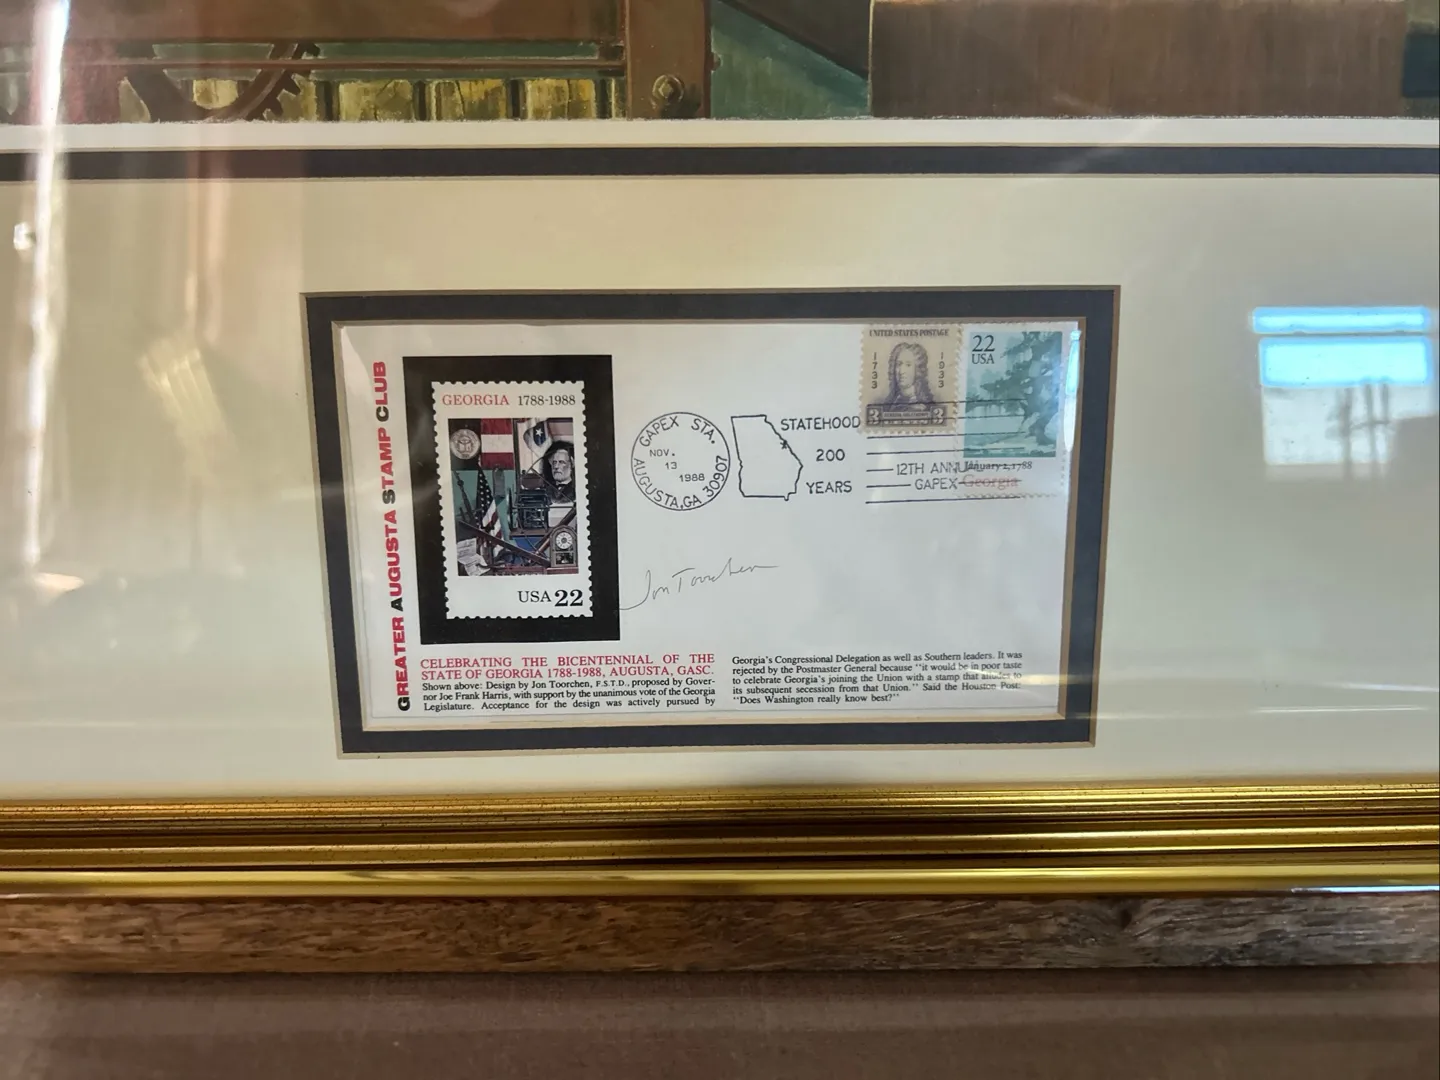 GREATER AUGUSTA STAMP CLUB
GEORGIA 1788-1988
USA 22
GAPEX STA.
NOV.
13
1988
AUGUSTA, GA 30907
STATEHOOD
200
YEARS
12TH ANNU
GAPEX
UNITED STATES POSTAGE
1733
1933
3
3
22
USA
January 2, 1788
Georgia
Jon Toorchen
CELEBRATING THE BICENTENNIAL OF THE
STATE OF GEORGIA 1788-1988, AUGUSTA, GASC.
Shown above: Design by Jon Toorchen, F.S.T.D., proposed by Gover-
nor Joe Frank Harris, with support by the unanimous vote of the Georgia
Legislature. Acceptance for the design was actively pursued by
Georgia's Congressional Delegation as well as Southern leaders. It was
rejected by the Postmaster General because "it would be in poor taste
to celebrate Georgia's joining the Union with a stamp that alludes to
its subsequent secession from that Union." Said the Houston Post:
"Does Washington really know best?"